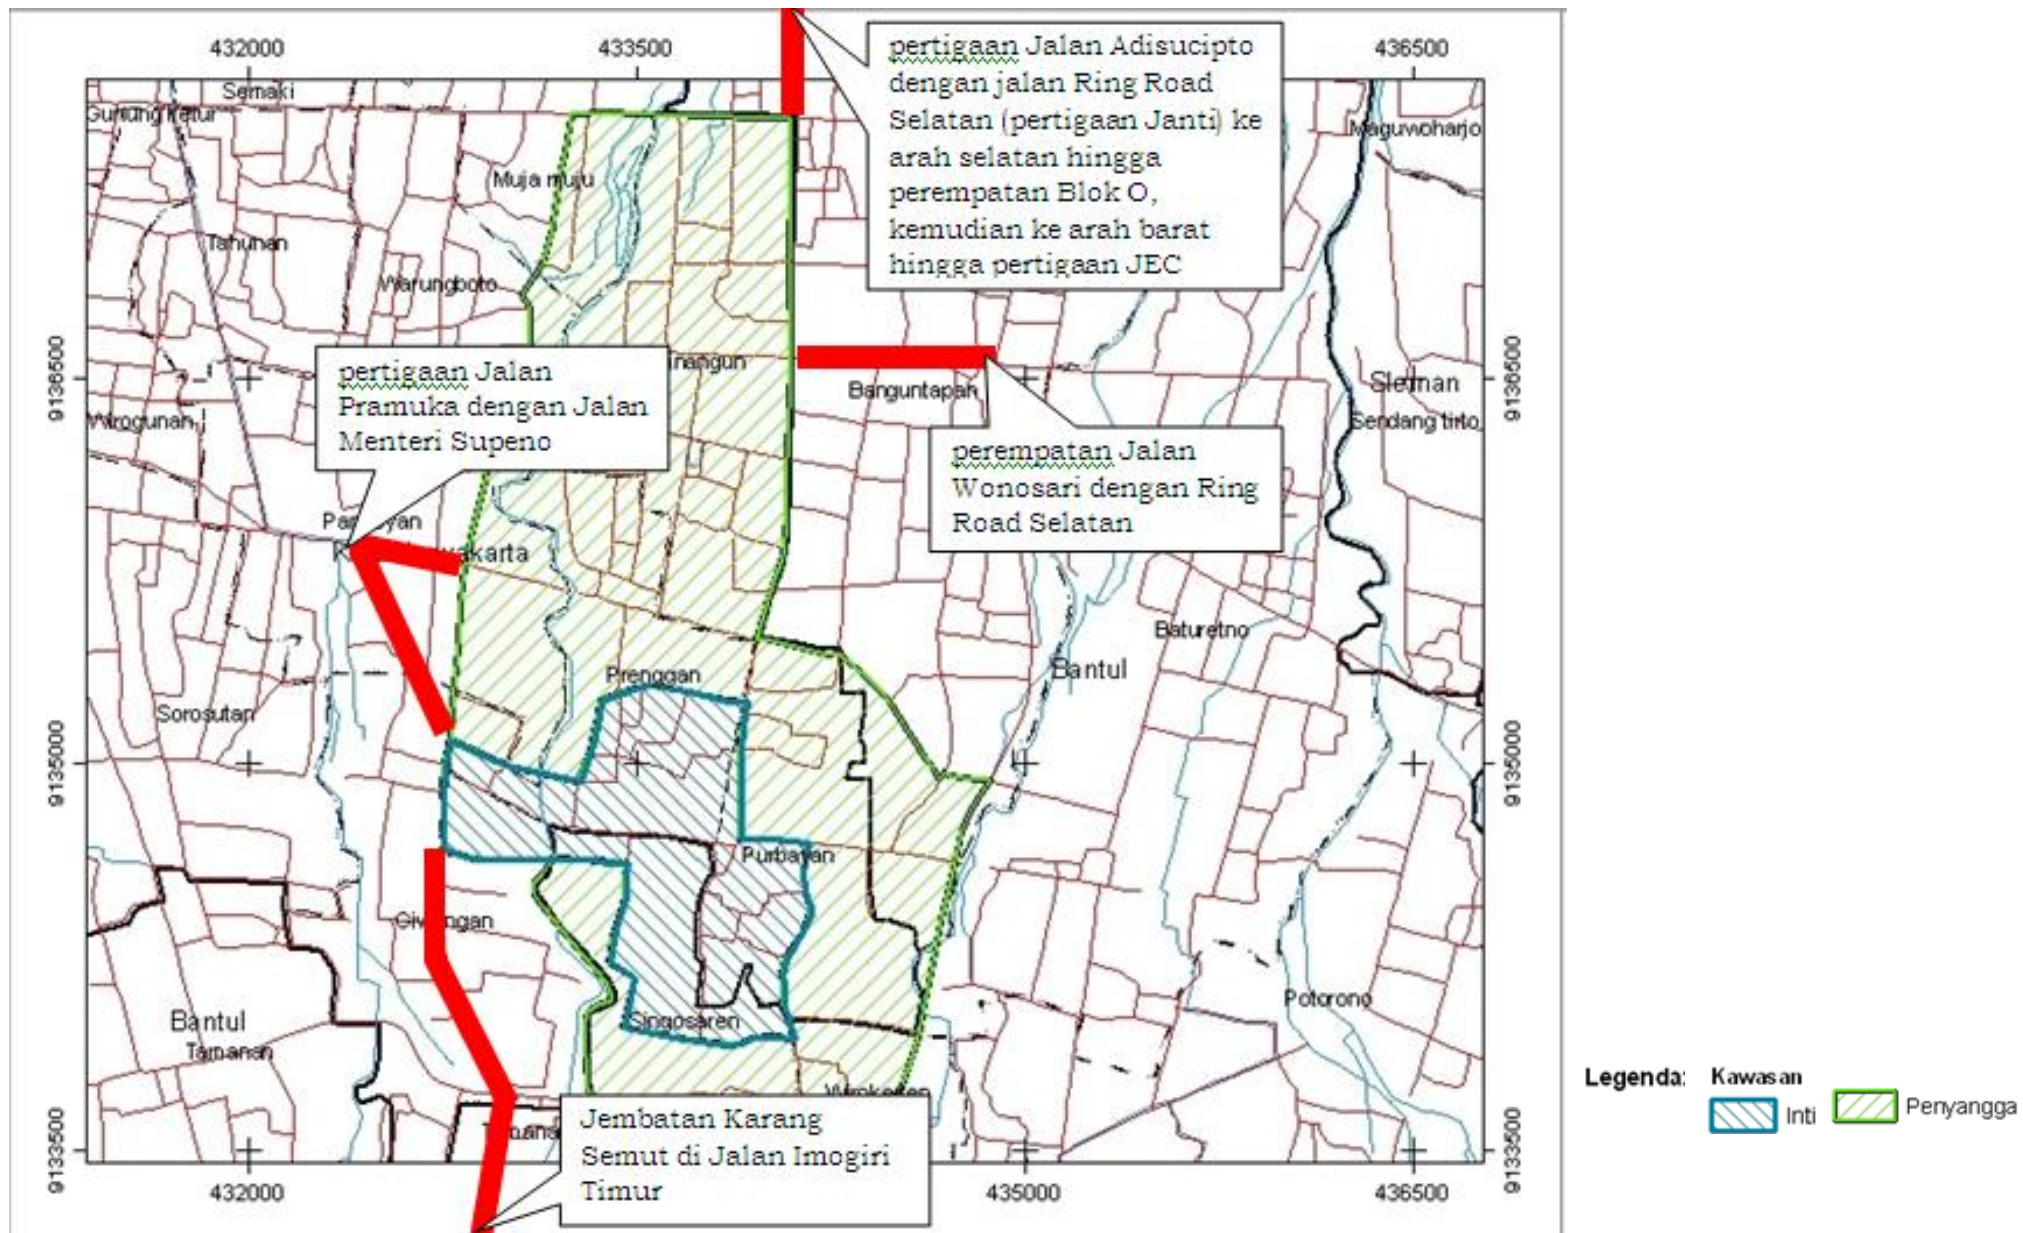 432000
433500
436500
pertigaan Jalan Adisucipto
dengan jalan Ring Road
Selatan (pertigaan Janti) ke
arah selatan hingga
perempatan Blok O,
kemudian ke arah barat
hingga pertigaan JEC
Semaki
Gunung Ketur
Maguwoharjo
Muja muju
Tahunan
Warungboto
9136500
9136500
pertigaan Jalan
Pramuka dengan Jalan
Menteri Supeno
Banguntapan
Sleman
Sendang tirto
Wirogunan
perempatan Jalan
Wonosari dengan Ring
Road Selatan
Baturetno
Bantul
Prenggan
Sorosutan
9135000
9135000
Purbayan
Potorono
Bantul
Tamanan
Singosaren
Legenda:
Kawasan
Inti
Penyangga
Jembatan Karang
Semut di Jalan Imogiri
Timur
9133500
9133500
432000
435000
436500